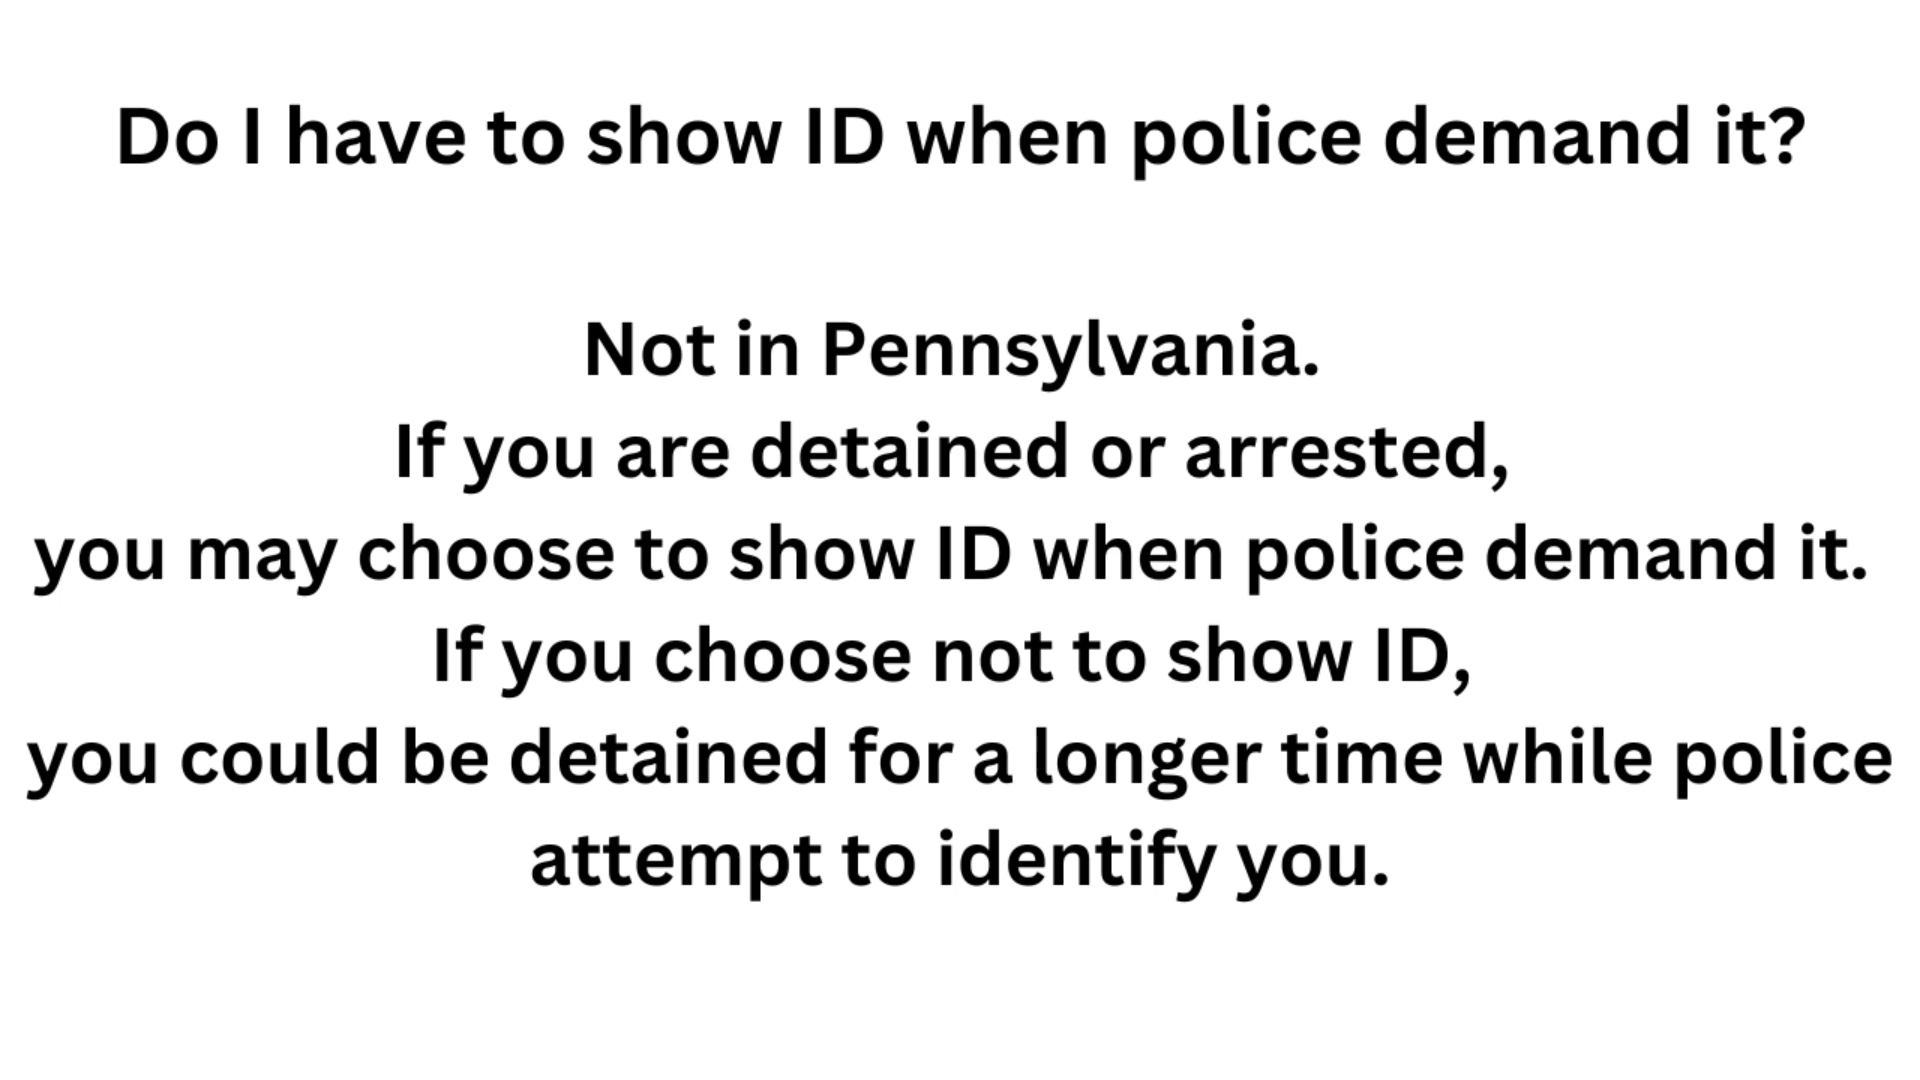 Do I have to show ID when police demand it?
Not in Pennsylvania.
If you are detained or arrested,
you may choose to show ID when police demand it.
If you choose not to show ID,
you could be detained for a longer time while police
attempt to identify you.